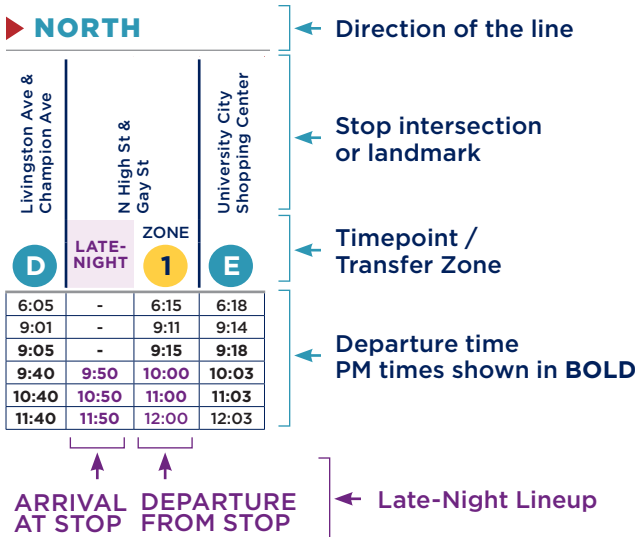 NORTH
Direction of the line
Livingston Ave &
Champion Ave
N High St &
Gay St
University City
Shopping Center
Stop intersection
or landmark
D
LATE-
NIGHT
ZONE
1
E
Timepoint /
Transfer Zone
6:05 - 6:15 6:18
9:01 - 9:11 9:14
9:05 - 9:15 9:18
9:40 9:50 10:00 10:03
10:40 10:50 11:00 11:03
11:40 11:50 12:00 12:03
Departure time
PM times shown in BOLD
ARRIVAL
AT STOP
DEPARTURE
FROM STOP
Late-Night Lineup